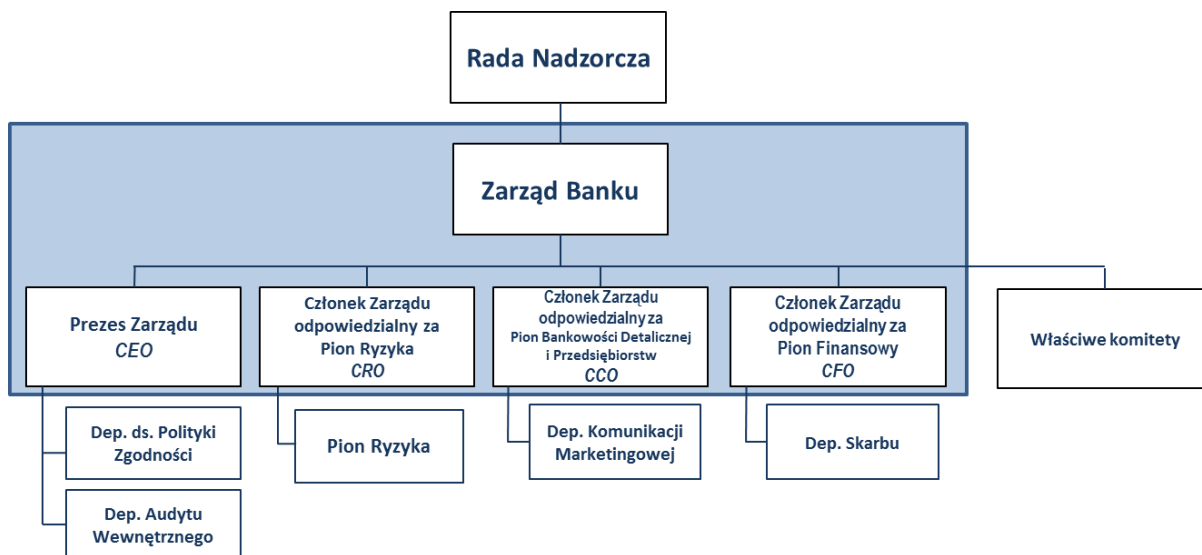 Rada Nadzorcza
Zarząd Banku
Prezes Zarządu
CEO
Członek Zarządu
odpowiedzialny za
Pion Ryzyka
CRO
Członek Zarządu
odpowiedzialny za
Pion Bankowości Detalicznej
i Przedsiębiorstw
CCO
Członek Zarządu
odpowiedzialny za
Pion Finansowy
CFO
Właściwe komitety
Dep. ds. Polityki
Zgodności
Pion Ryzyka
Dep. Komunikacji
Marketingowej
Dep. Skarbu
Dep. Audytu
Wewnętrznego